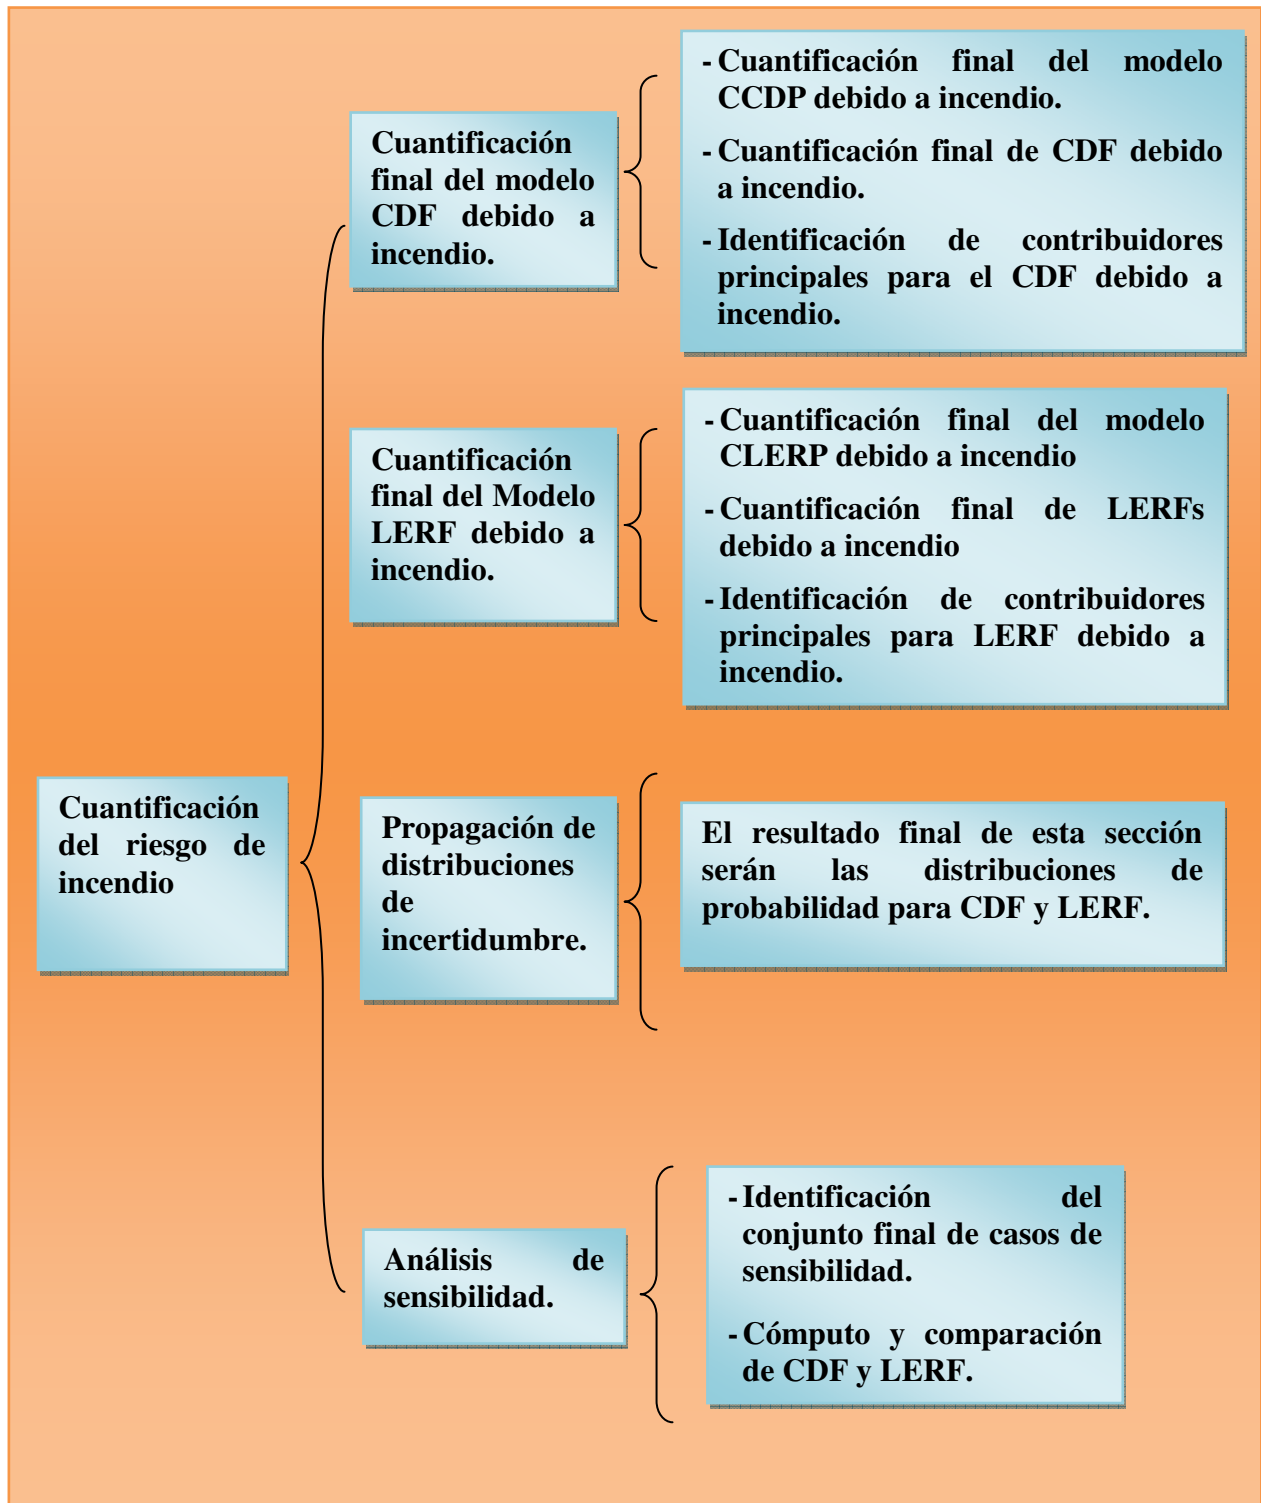 Cuantificación
del riesgo de
incendio
Cuantificación
final del modelo
CDF debido a
incendio.
- Cuantificación final del modelo
CCDP debido a incendio.
- Cuantificación final de CDF debido
a incendio.
- Identificación de contribuidores
principales para el CDF debido a
incendio.
Cuantificación
final del Modelo
LERF debido a
incendio.
- Cuantificación final del modelo
CLERP debido a incendio
- Cuantificación final de LERFs
debido a incendio
- Identificación de contribuidores
principales para LERF debido a
incendio.
Propagación de
distribuciones
de
incertidumbre.
El resultado final de esta sección
serán las distribuciones de
probabilidad para CDF y LERF.
Análisis de
sensibilidad.
- Identificación del
conjunto final de casos de
sensibilidad.
- Cómputo y comparación
de CDF y LERF.